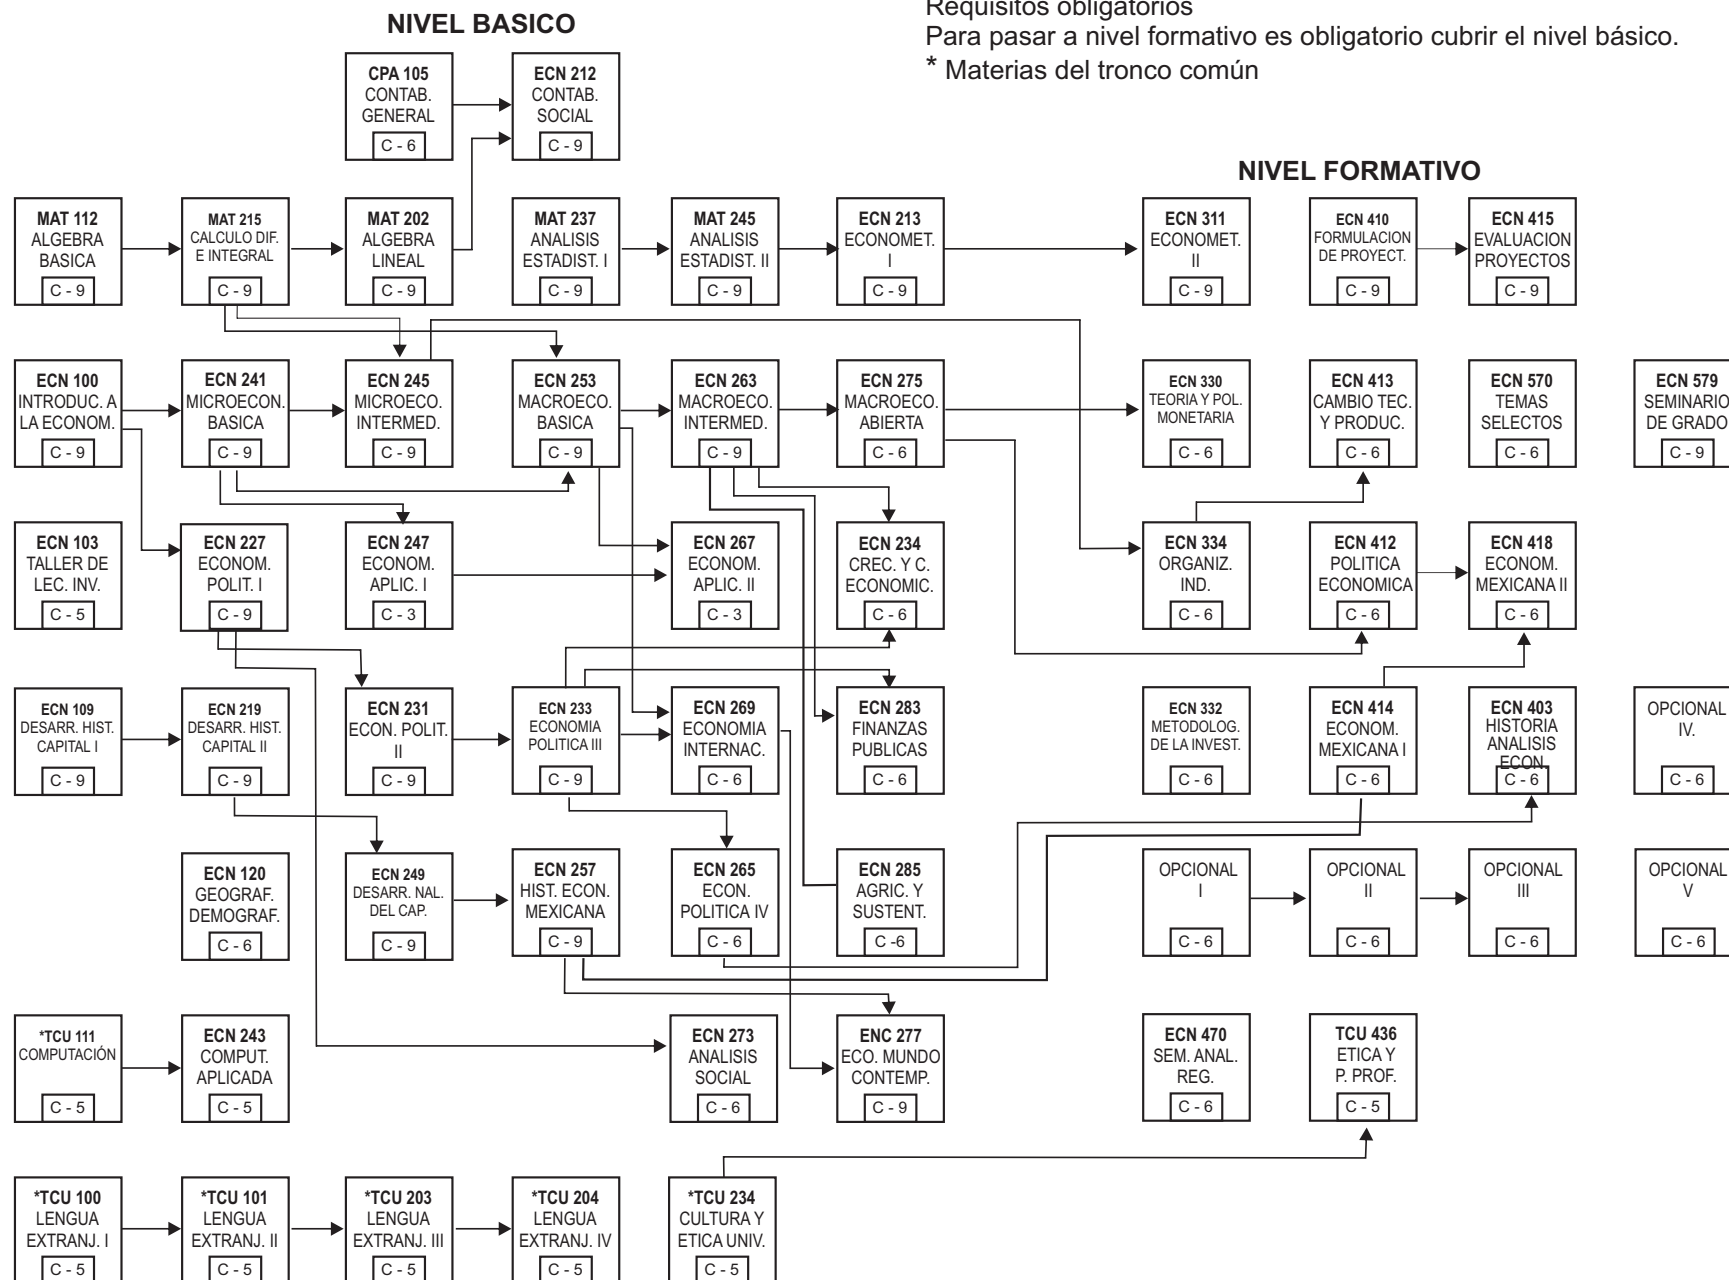 NIVEL BASICO
Requisitos obligatorios
Para pasar a nivel formativo es obligatorio cubrir el nivel básico.
* Materias del tronco común
CPA 105
CONTAB.
GENERAL
C - 6
ECN 212
CONTAB.
SOCIAL
C - 9
NIVEL FORMATIVO
MAT 112
ALGEBRA
BASICA
C - 9
MAT 215
CALCULO DIF.
E INTEGRAL
C - 9
MAT 202
ALGEBRA
LINEAL
C - 9
MAT 237
ANALISIS
ESTADIST. I
C - 9
MAT 245
ANALISIS
ESTADIST. II
C - 9
ECN 213
ECONOMET.
I
C - 9
ECN 311
ECONOMET.
II
C - 9
ECN 410
FORMULACION
DE PROYECT.
C - 9
ECN 415
EVALUACION
PROYECTOS
C - 9
ECN 100
INTRODUC. A
LA ECONOM.
C - 9
ECN 241
MICROECON.
BASICA
C - 9
ECN 245
MICROECO.
INTERMED.
C - 9
ECN 253
MACROECO.
BASICA
C - 9
ECN 263
MACROECO.
INTERMED.
C - 9
ECN 275
MACROECO.
ABIERTA
C - 6
ECN 330
TEORIA Y POL.
MONETARIA
C - 6
ECN 413
CAMBIO TEC.
Y PRODUC.
C - 6
ECN 570
TEMAS
SELECTOS
C - 6
ECN 579
SEMINARIO
DE GRADO
C - 9
ECN 103
TALLER DE
LEC. INV.
C - 5
ECN 227
ECONOM.
POLIT. I
C - 9
ECN 247
ECONOM.
APLIC. I
C - 3
ECN 267
ECONOM.
APLIC. II
C - 3
ECN 234
CREC. Y C.
ECONOMIC.
C - 6
ECN 334
ORGANIZ.
IND.
C - 6
ECN 412
POLITICA
ECONOMICA
C - 6
ECN 418
ECONOM.
MEXICANA II
C - 6
ECN 109
DESARR. HIST.
CAPITAL I
C - 9
ECN 219
DESARR. HIST.
CAPITAL II
C - 9
ECN 231
ECON. POLIT.
II
C - 9
ECN 233
ECONOMIA
POLITICA III
C - 9
ECN 269
ECONOMIA
INTERNAC.
C - 6
ECN 283
FINANZAS
PUBLICAS
C - 6
ECN 332
METODOLOG.
DE LA INVEST.
C - 6
ECN 414
ECONOM.
MEXICANA I
C - 6
ECN 403
HISTORIA
ANALISIS
ECON.
C - 6
OPCIONAL
IV.
C - 6
ECN 120
GEOGRAF.
DEMOGRAF.
C - 6
ECN 249
DESARR. NAL.
DEL CAP.
C - 9
ECN 257
HIST. ECON.
MEXICANA
C - 9
ECN 265
ECON.
POLITICA IV
C - 6
ECN 285
AGRIC. Y
SUSTENT.
C -6
OPCIONAL
I
C - 6
OPCIONAL
II
C - 6
OPCIONAL
III
C - 6
OPCIONAL
V
C - 6
*TCU 111
COMPUTACIÓN
C - 5
ECN 243
COMPUT.
APLICADA
C - 5
ECN 273
ANALISIS
SOCIAL
C - 6
ENC 277
ECO. MUNDO
CONTEMP.
C - 9
ECN 470
SEM. ANAL.
REG.
C - 6
TCU 436
ETICA Y
P. PROF.
C - 5
*TCU 100
LENGUA
EXTRANJ. I
C - 5
*TCU 101
LENGUA
EXTRANJ. II
C - 5
*TCU 203
LENGUA
EXTRANJ. III
C - 5
*TCU 204
LENGUA
EXTRANJ. IV
C - 5
*TCU 234
CULTURA Y
ETICA UNIV.
C - 5